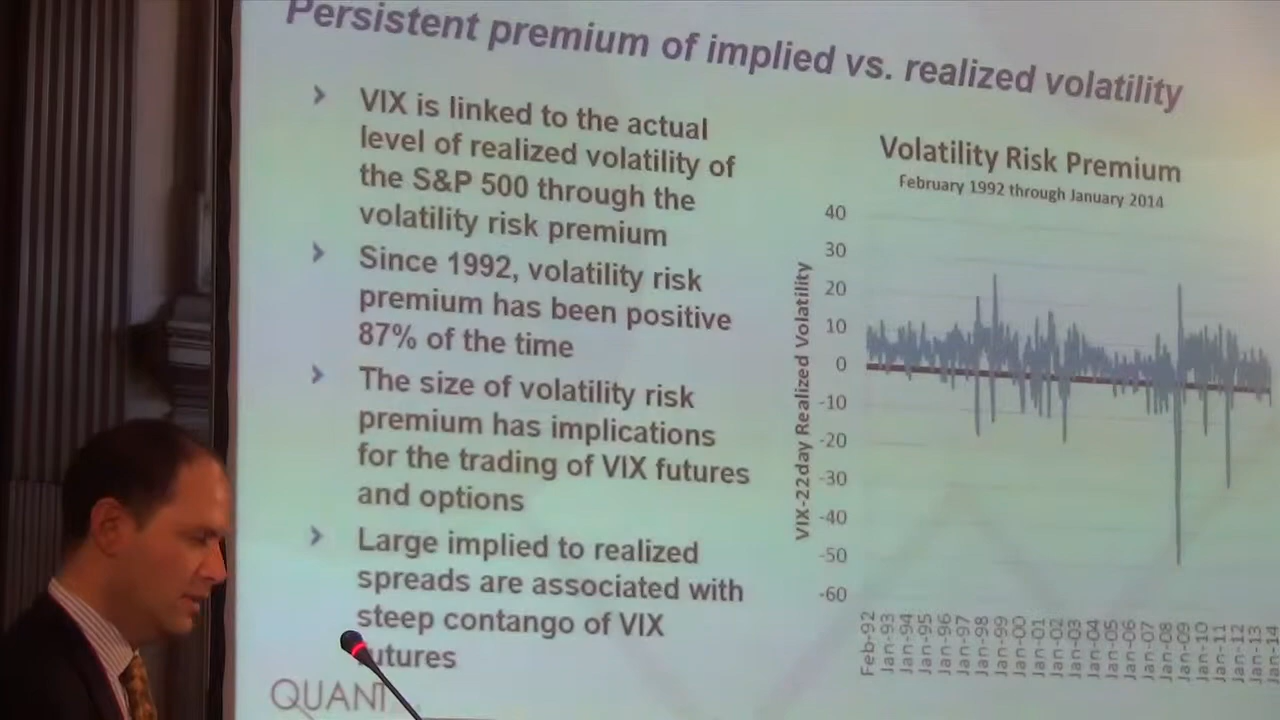 Persistent premium of implied vs. realized volatility
VIX is linked to the actual
level of realized volatility of
the S&P 500 through the
volatility risk premium
Since 1992, volatility risk
premium has been positive
87% of the time
The size of volatility risk
premium has implications
for the trading of VIX futures
and options
Large implied to realized
spreads are associated with
steep contango of VIX
utures
QUANT
Volatility Risk Premium
February 1992 through January 2014
VIX-22day Realized Volatility
40
30
20
10
0
-10
-20
-30
-40
-50
-60
Feb-92
Jan-93
Jan-94
Jan-95
Jan-96
Jan-97
Jan-98
Jan-99
Jan-00
Jan-01
Jan-02
Jan-03
Jan-04
Jan-05
Jan-06
Jan-07
Jan-08
Jan-09
Jan-10
Jan-11
Jan-12
Jan-13
Jan-14